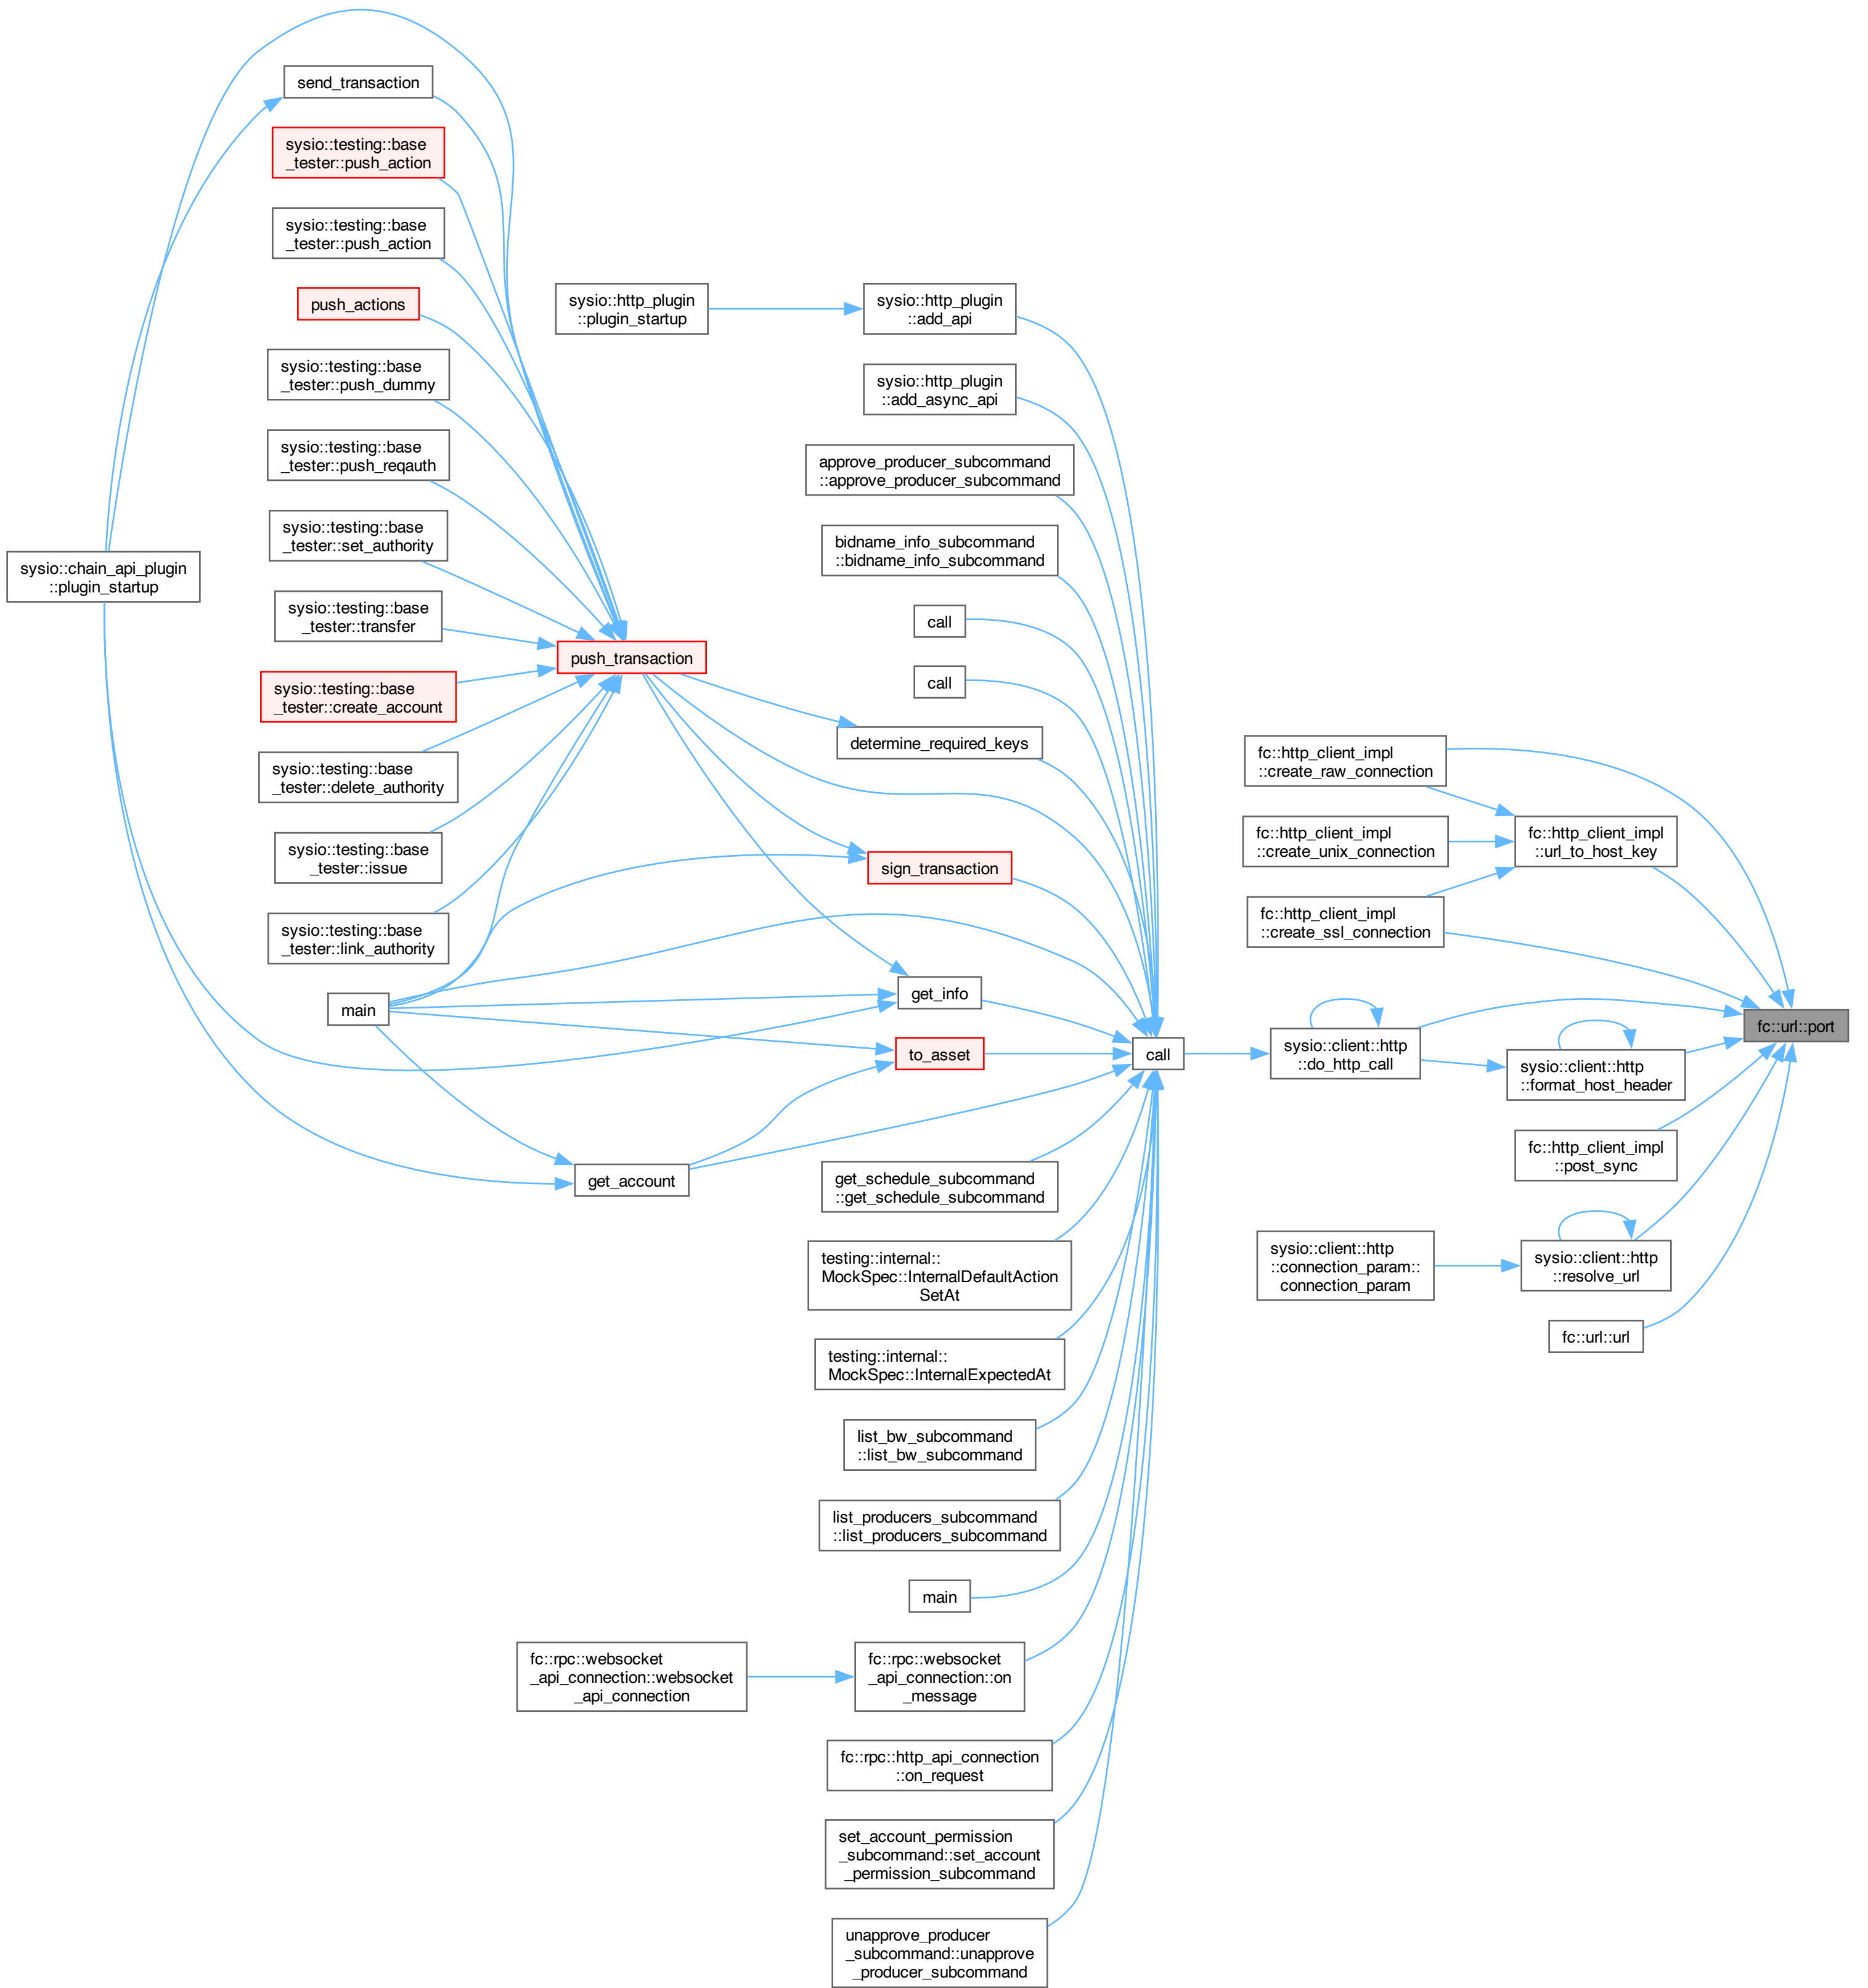 send_transaction
sysio::testing::base
_tester::push_action
sysio::testing::base
_tester::push_action
push_actions
sysio::testing::base
_tester::push_dummy
sysio::testing::base
_tester::push_reqauth
sysio::testing::base
_tester::set_authority
sysio::chain_api_plugin
::plugin_startup
sysio::testing::base
_tester::transfer
sysio::testing::base
_tester::create_account
sysio::testing::base
_tester::delete_authority
sysio::testing::base
_tester::issue
sysio::testing::base
_tester::link_authority
main
push_transaction
get_account
sysio::http_plugin
::plugin_startup
sysio::http_plugin
::add_api
sysio::http_plugin
::add_async_api
approve_producer_subcommand
::approve_producer_subcommand
bidname_info_subcommand
::bidname_info_subcommand
call
call
determine_required_keys
sign_transaction
get_info
to_asset
get_schedule_subcommand
::get_schedule_subcommand
testing::internal::
MockSpec::InternalDefaultAction
SetAt
testing::internal::
MockSpec::InternalExpectedAt
list_bw_subcommand
::list_bw_subcommand
list_producers_subcommand
::list_producers_subcommand
main
fc::rpc::websocket
_api_connection::websocket
_api_connection
fc::rpc::websocket
_api_connection::on
_message
fc::rpc::http_api_connection
::on_request
set_account_permission
_subcommand::set_account
_permission_subcommand
unapprove_producer
_subcommand::unapprove
_producer_subcommand
call
fc::http_client_impl
::create_raw_connection
fc::http_client_impl
::create_unix_connection
fc::http_client_impl
::url_to_host_key
fc::http_client_impl
::create_ssl_connection
sysio::client::http
::do_http_call
sysio::client::http
::format_host_header
fc::url::port
fc::http_client_impl
::post_sync
sysio::client::http
::connection_param::
connection_param
sysio::client::http
::resolve_url
fc::url::url